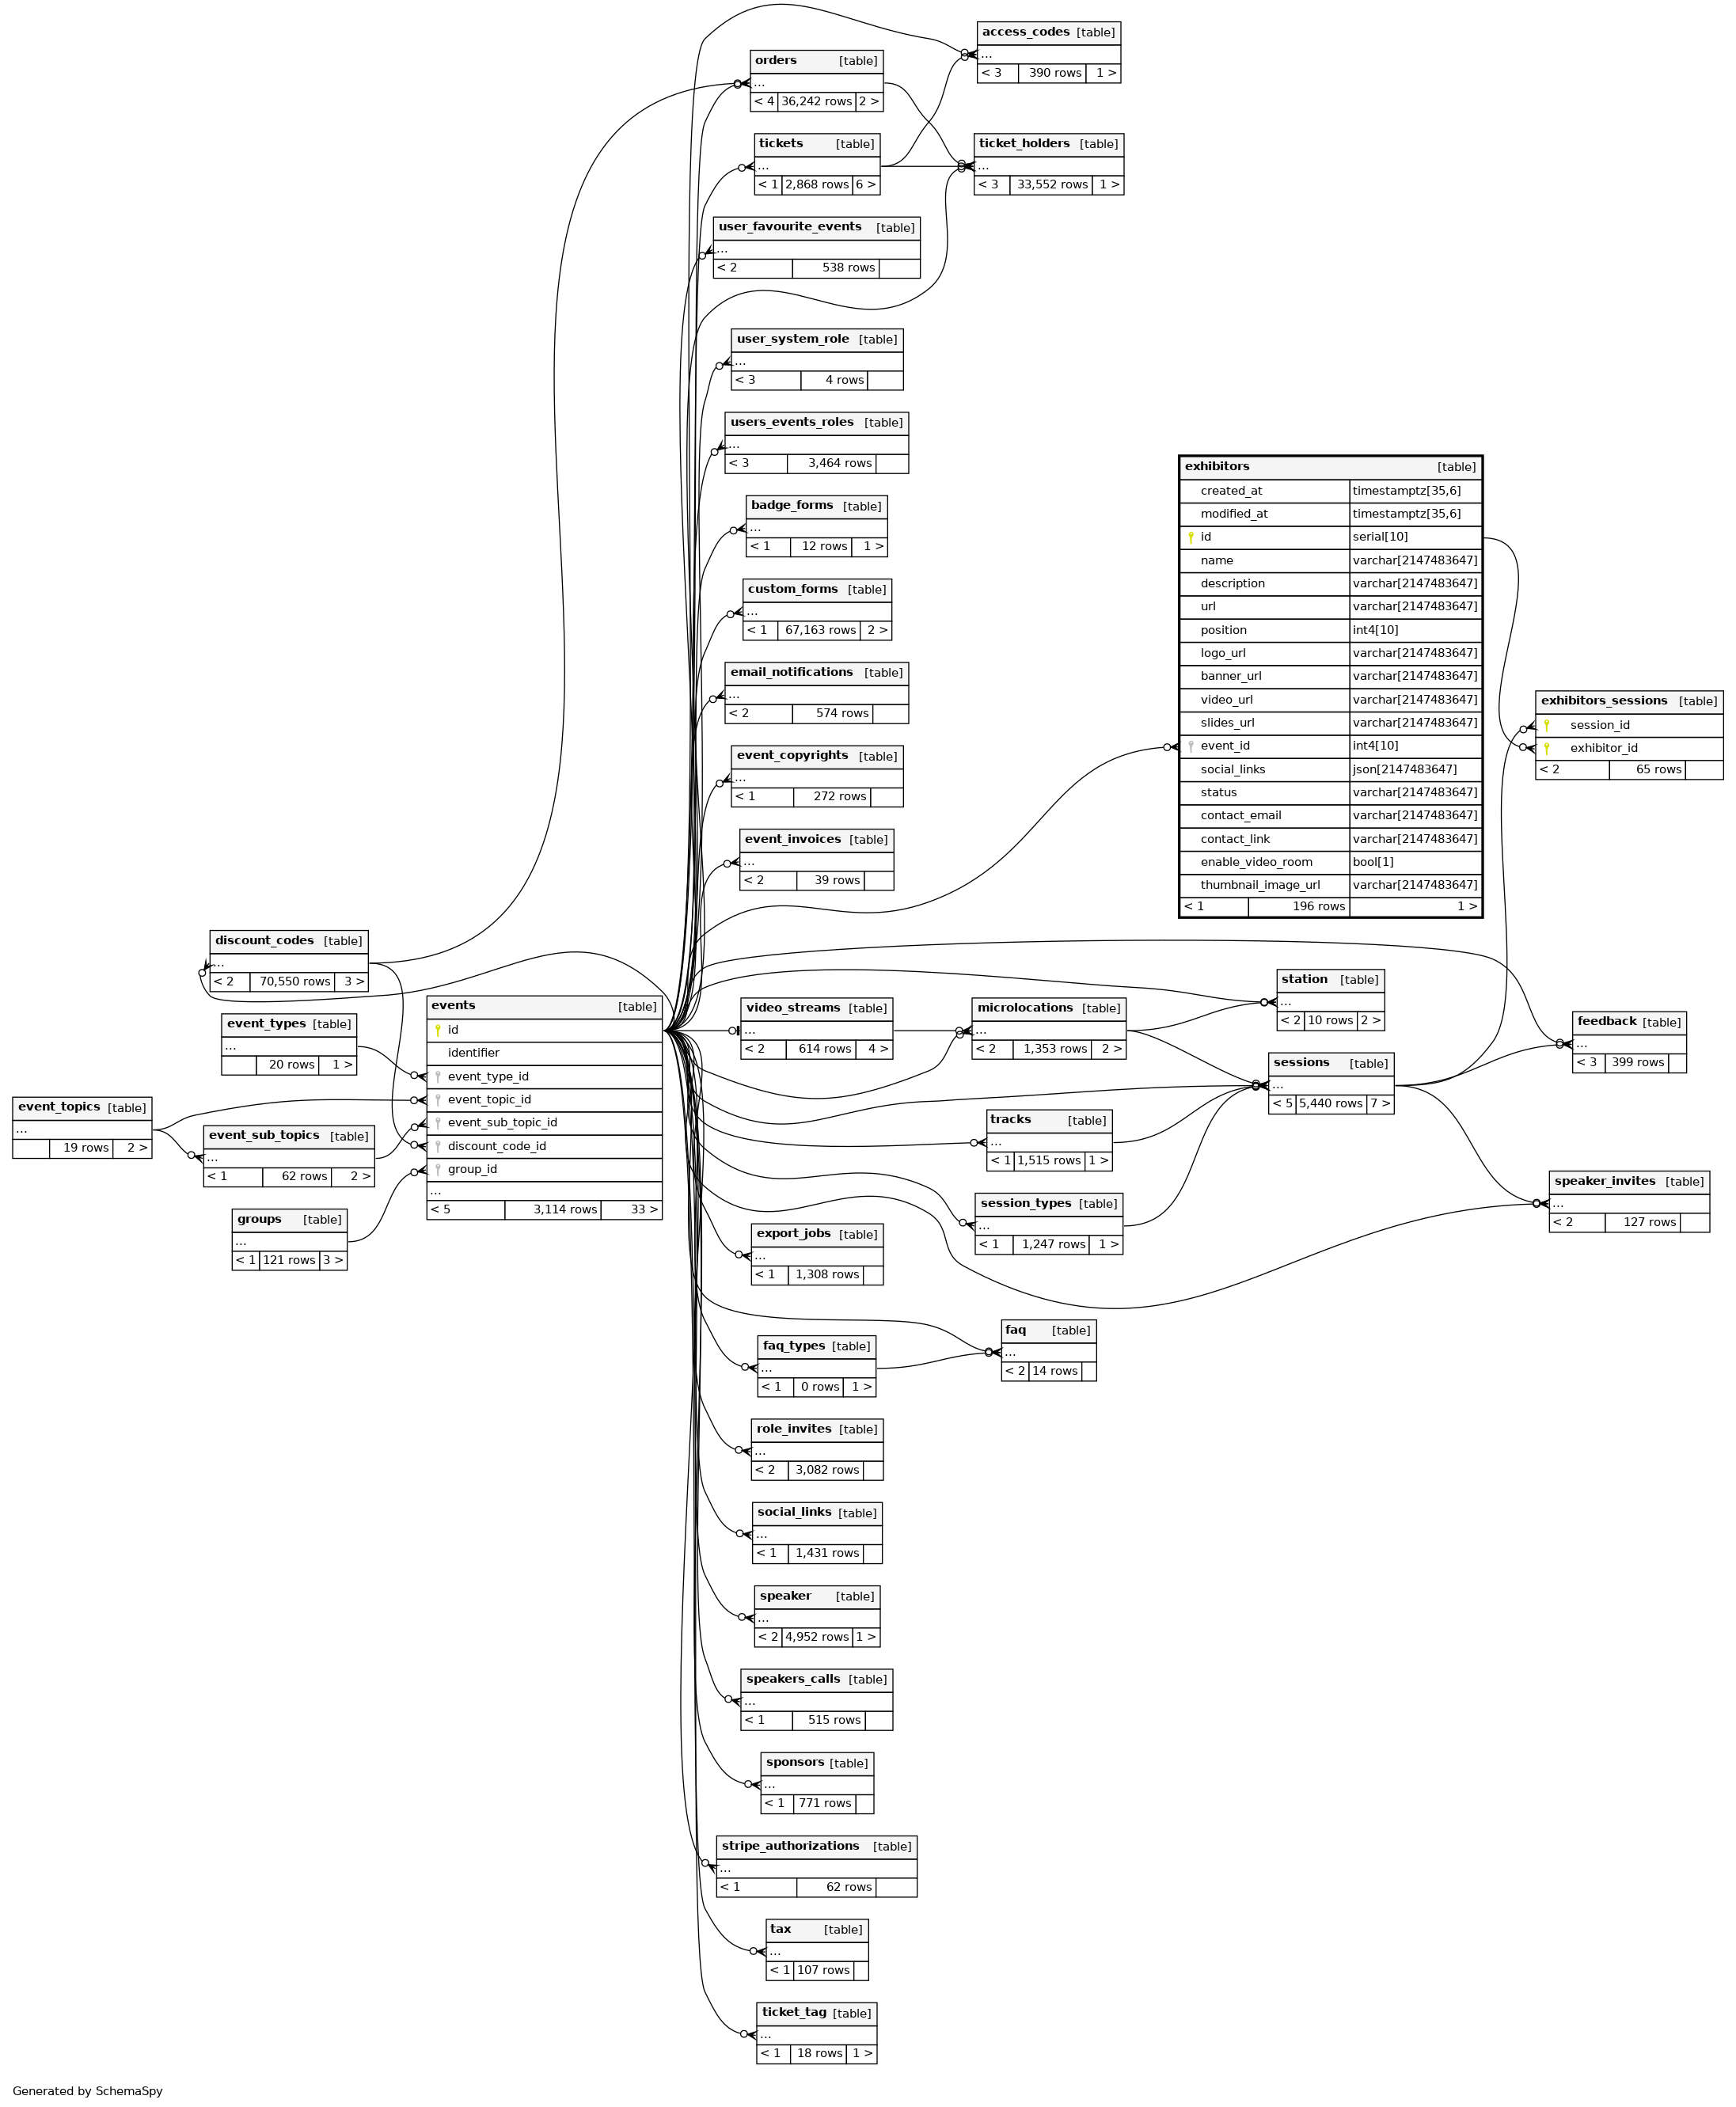 access_codes [table]
...
< 3 390 rows 1 >
orders [table]
...
< 4 36,242 rows 2 >
tickets [table]
...
< 1 2,868 rows 6 >
ticket_holders [table]
...
< 3 33,552 rows 1 >
user_favourite_events [table]
...
< 2 538 rows
user_system_role [table]
...
< 3 4 rows
users_events_roles [table]
...
< 3 3,464 rows
badge_forms [table]
...
< 1 12 rows 1 >
custom_forms [table]
...
< 1 67,163 rows 2 >
email_notifications [table]
...
< 2 574 rows
event_copyrights [table]
...
< 1 272 rows
event_invoices [table]
...
< 2 39 rows
exhibitors [table]
created_at timestamptz[35,6]
modified_at timestamptz[35,6]
id serial[10]
name varchar[2147483647]
description varchar[2147483647]
url varchar[2147483647]
position int4[10]
logo_url varchar[2147483647]
banner_url varchar[2147483647]
video_url varchar[2147483647]
slides_url varchar[2147483647]
event_id int4[10]
social_links json[2147483647]
status varchar[2147483647]
contact_email varchar[2147483647]
contact_link varchar[2147483647]
enable_video_room bool[1]
thumbnail_image_url varchar[2147483647]
< 1 196 rows 1 >
exhibitors_sessions [table]
session_id
exhibitor_id
< 2 65 rows
discount_codes [table]
...
< 2 70,550 rows 3 >
event_types [table]
...
20 rows 1 >
event_topics [table]
...
19 rows 2 >
event_sub_topics [table]
...
< 1 62 rows 2 >
groups [table]
...
< 1 121 rows 3 >
events [table]
id
identifier
event_type_id
event_topic_id
event_sub_topic_id
discount_code_id
group_id
...
< 5 3,114 rows 33 >
video_streams [table]
...
< 2 614 rows 4 >
microlocations [table]
...
< 2 1,353 rows 2 >
station [table]
...
< 2 10 rows 2 >
feedback [table]
...
< 3 399 rows
sessions [table]
...
< 5 5,440 rows 7 >
tracks [table]
...
< 1 1,515 rows 1 >
session_types [table]
...
< 1 1,247 rows 1 >
speaker_invites [table]
...
< 2 127 rows
export_jobs [table]
...
< 1 1,308 rows
faq [table]
...
< 2 14 rows
faq_types [table]
...
< 1 0 rows 1 >
role_invites [table]
...
< 2 3,082 rows
social_links [table]
...
< 1 1,431 rows
speaker [table]
...
< 2 4,952 rows 1 >
speakers_calls [table]
...
< 1 515 rows
sponsors [table]
...
< 1 771 rows
stripe_authorizations [table]
...
< 1 62 rows
tax [table]
...
< 1 107 rows
ticket_tag [table]
...
< 1 18 rows 1 >
Generated by SchemaSpy